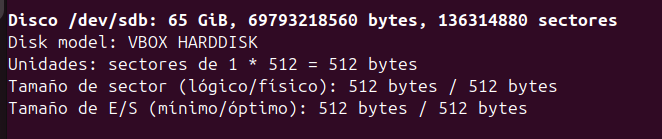 Disco /dev/sdb: 65 GiB, 69793218560 bytes, 136314880 sectores
Disk model: VBOX HARDDISK
Unidades: sectores de 1 * 512 = 512 bytes
Tamaño de sector (lógico/físico): 512 bytes / 512 bytes
Tamaño de E/S (mínimo/óptimo): 512 bytes / 512 bytes